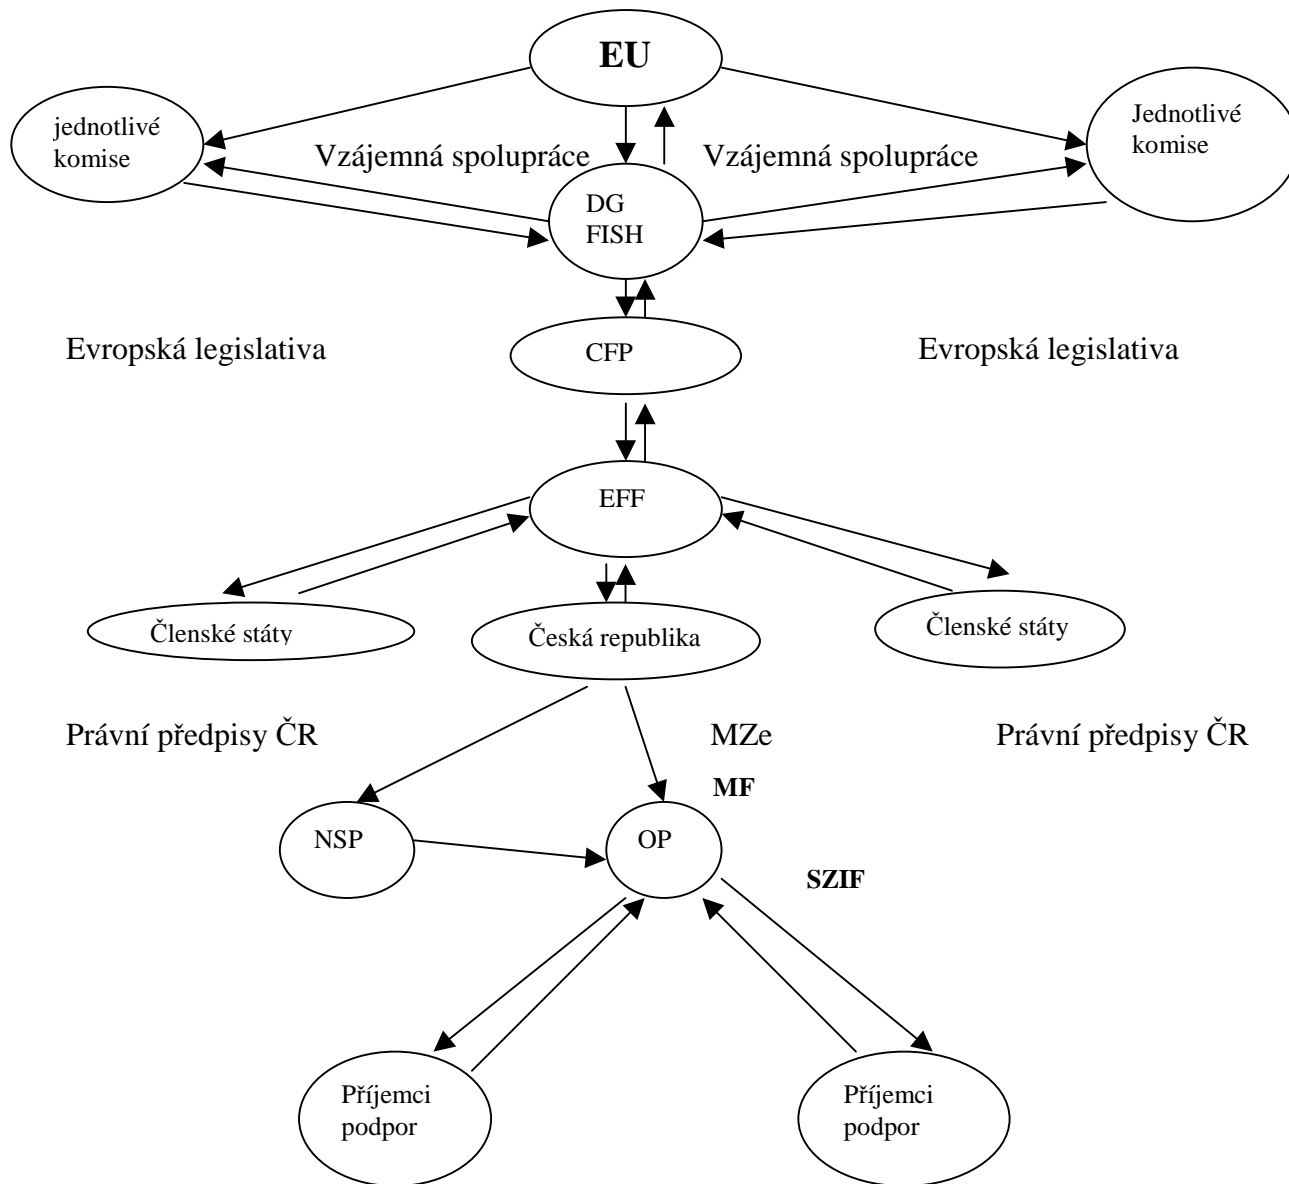 EU
jednotlivé
komise
Jednotlivé
komise
Vzájemná spolupráce
Vzájemná spolupráce
DG
FISH
Evropská legislativa
CFP
Evropská legislativa
EFF
Členské státy
Česká republika
Členské státy
Právní předpisy ČR
MZe
Právní předpisy ČR
MF
NSP
OP
SZIF
Příjemci
podpor
Příjemci
podpor